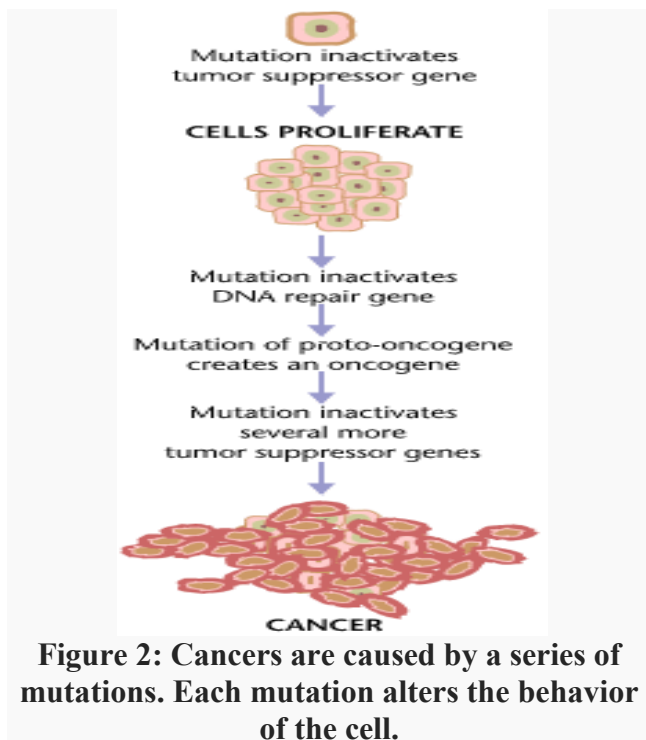 Mutation inactivates
tumor suppressor gene
CELLS PROLIFERATE
Mutation inactivates
DNA repair gene
Mutation of proto-oncogene
creates an oncogene
Mutation inactivates
several more
tumor suppressor genes
CANCER
Figure 2: Cancers are caused by a series of
mutations. Each mutation alters the behavior
of the cell.